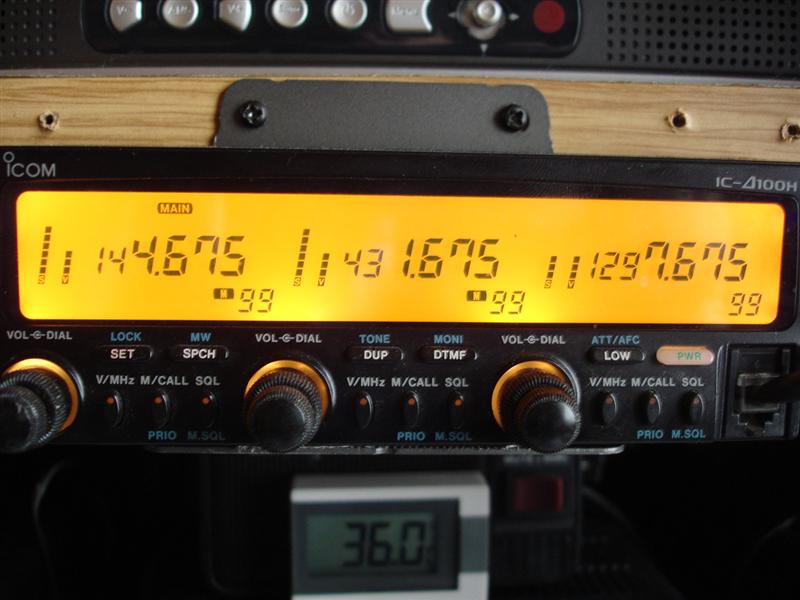 ICOM
IC-Δ100H
MAIN
S V 144.675 S V 431.675 S V 1297.675
M 99 M 99 99
VOL-DIAL LOCK MW VOL-DIAL TONE MONI VOL-DIAL ATT/AFC
SET SPCH DUP DTMF LOW PWR
V/MHz M/CALL SQL V/MHz M/CALL SQL V/MHz M/CALL SQL
PRIO M.SQL PRIO M.SQL PRIO M.SQL
36.0